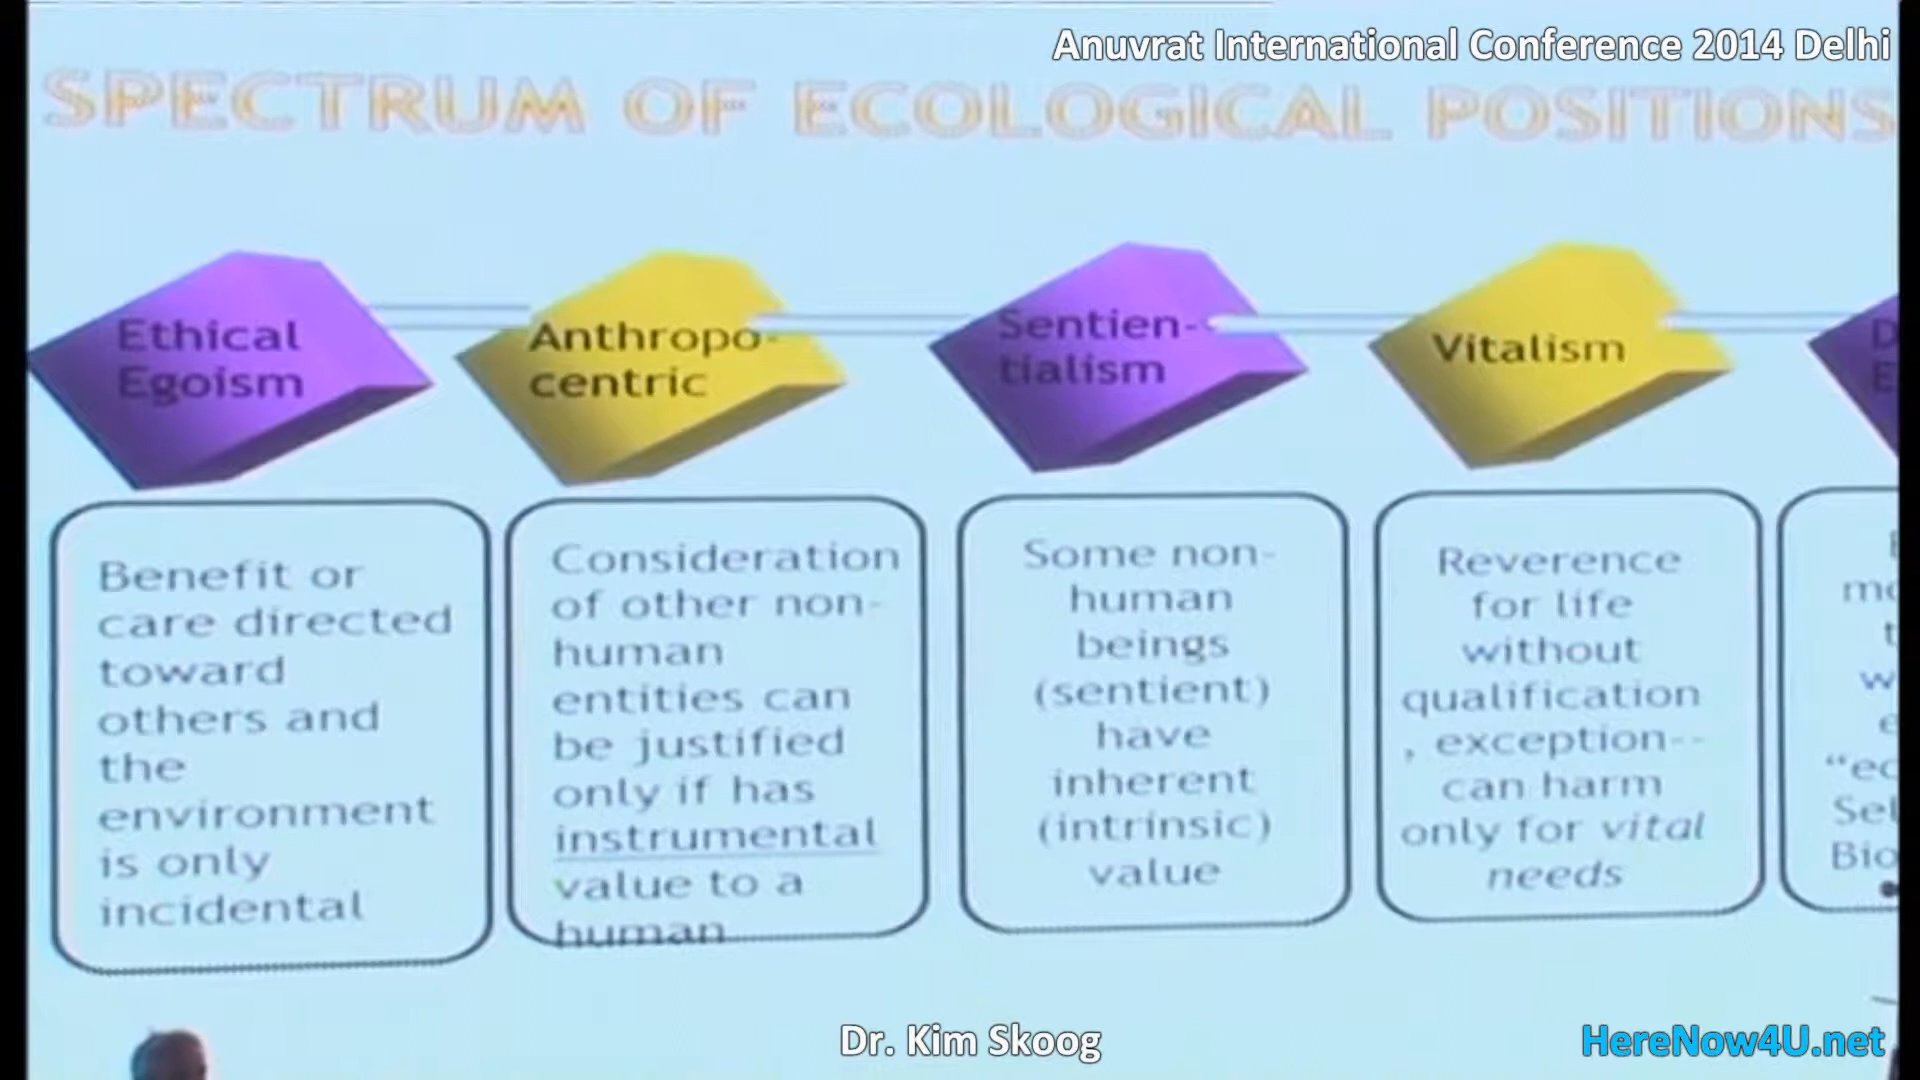 Anuvrat International Conference 2014 Delhi
SPECTRUM OF ECOLOGICAL POSITIONS
Ethical
Egoism
Anthropo-
centric
Sentien-
tialism
Vitalism
Benefit or
care directed
toward
others and
the
environment
is only
incidental
Consideration
of other non-
human
entities can
be justified
only if has
instrumental
value to a
human
Some non-
human
beings
(sentient)
have
inherent
(intrinsic)
value
Reverence
for life
without
qualification
, exception--
can harm
only for vital
needs
Dr. Kim Skoog
HereNow4U.net